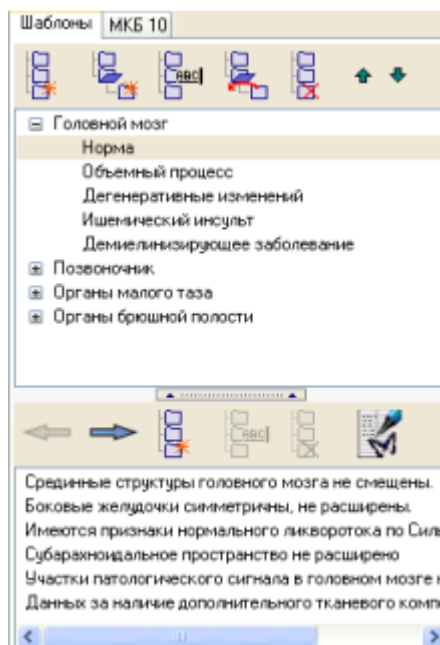 Шаблоны МКБ 10
ABC
Головной мозг
Норма
Объемный процесс
Дегенеративные изменений
Ишемический инсульт
Демиелинизирующее заболевание
Позвоночник
Органы малого таза
Органы брюшной полости
ABC
Срединные структуры головного мозга не смещены.
Боковые желудочки симметричны, не расширены.
Имеются признаки нормального ликворотока по Силь
Субарахноидальное пространство не расширено
Участки патологического сигнала в головном мозге
Данных за наличие дополнительного тканевого комп